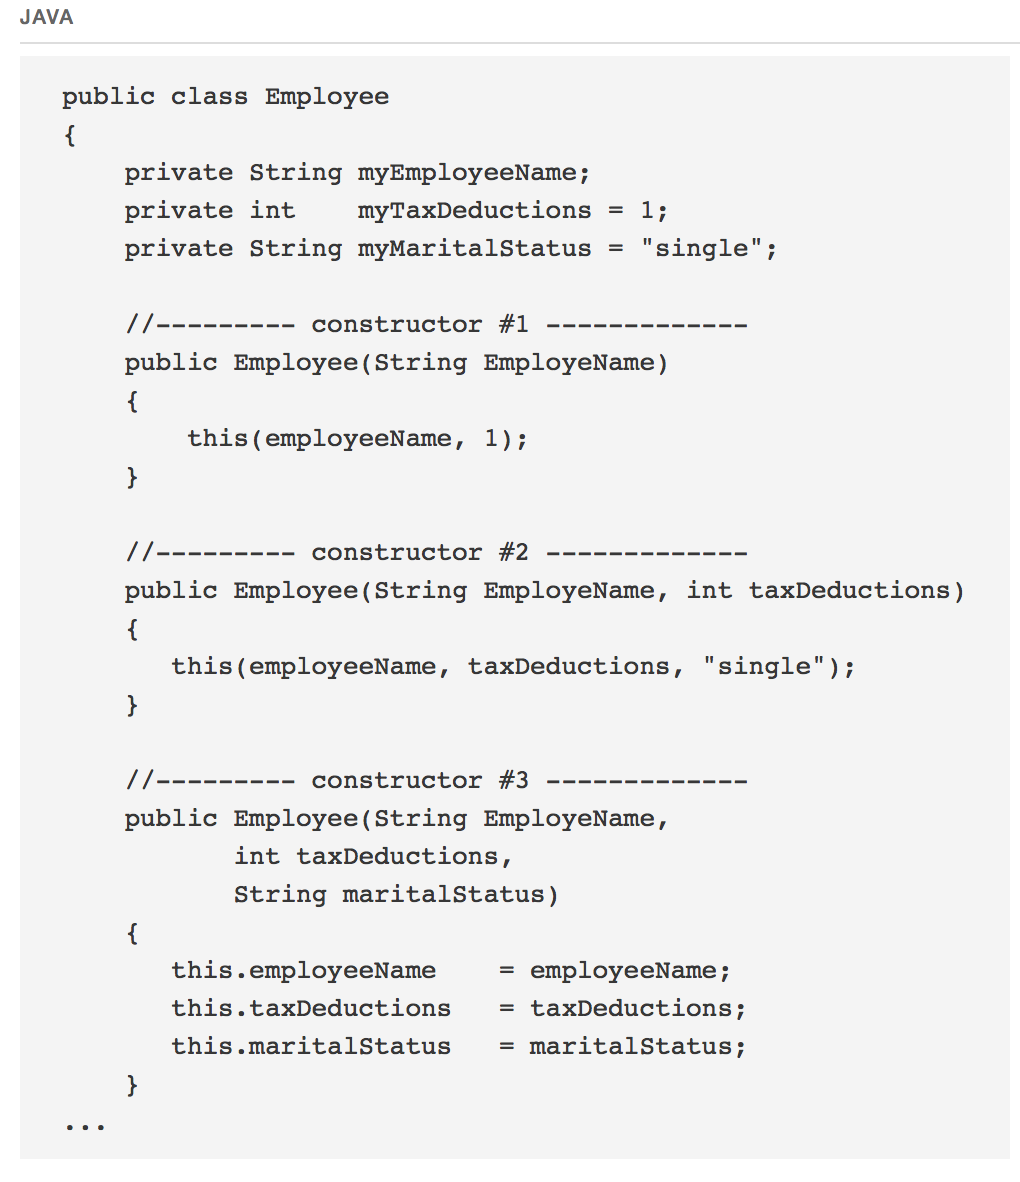 JAVA
public class Employee
{
    private String myEmployeeName;
    private int    myTaxDeductions = 1;
    private String myMaritalStatus = "single";

    //--------- constructor #1 -------------
    public Employee(String EmployeName)
    {
        this(employeeName, 1);
    }

    //--------- constructor #2 -------------
    public Employee(String EmployeName, int taxDeductions)
    {
       this(employeeName, taxDeductions, "single");
    }

    //--------- constructor #3 -------------
    public Employee(String EmployeName,
           int taxDeductions,
           String maritalStatus)
    {
       this.employeeName    = employeeName;
       this.taxDeductions   = taxDeductions;
       this.maritalStatus   = maritalStatus;
    }
...